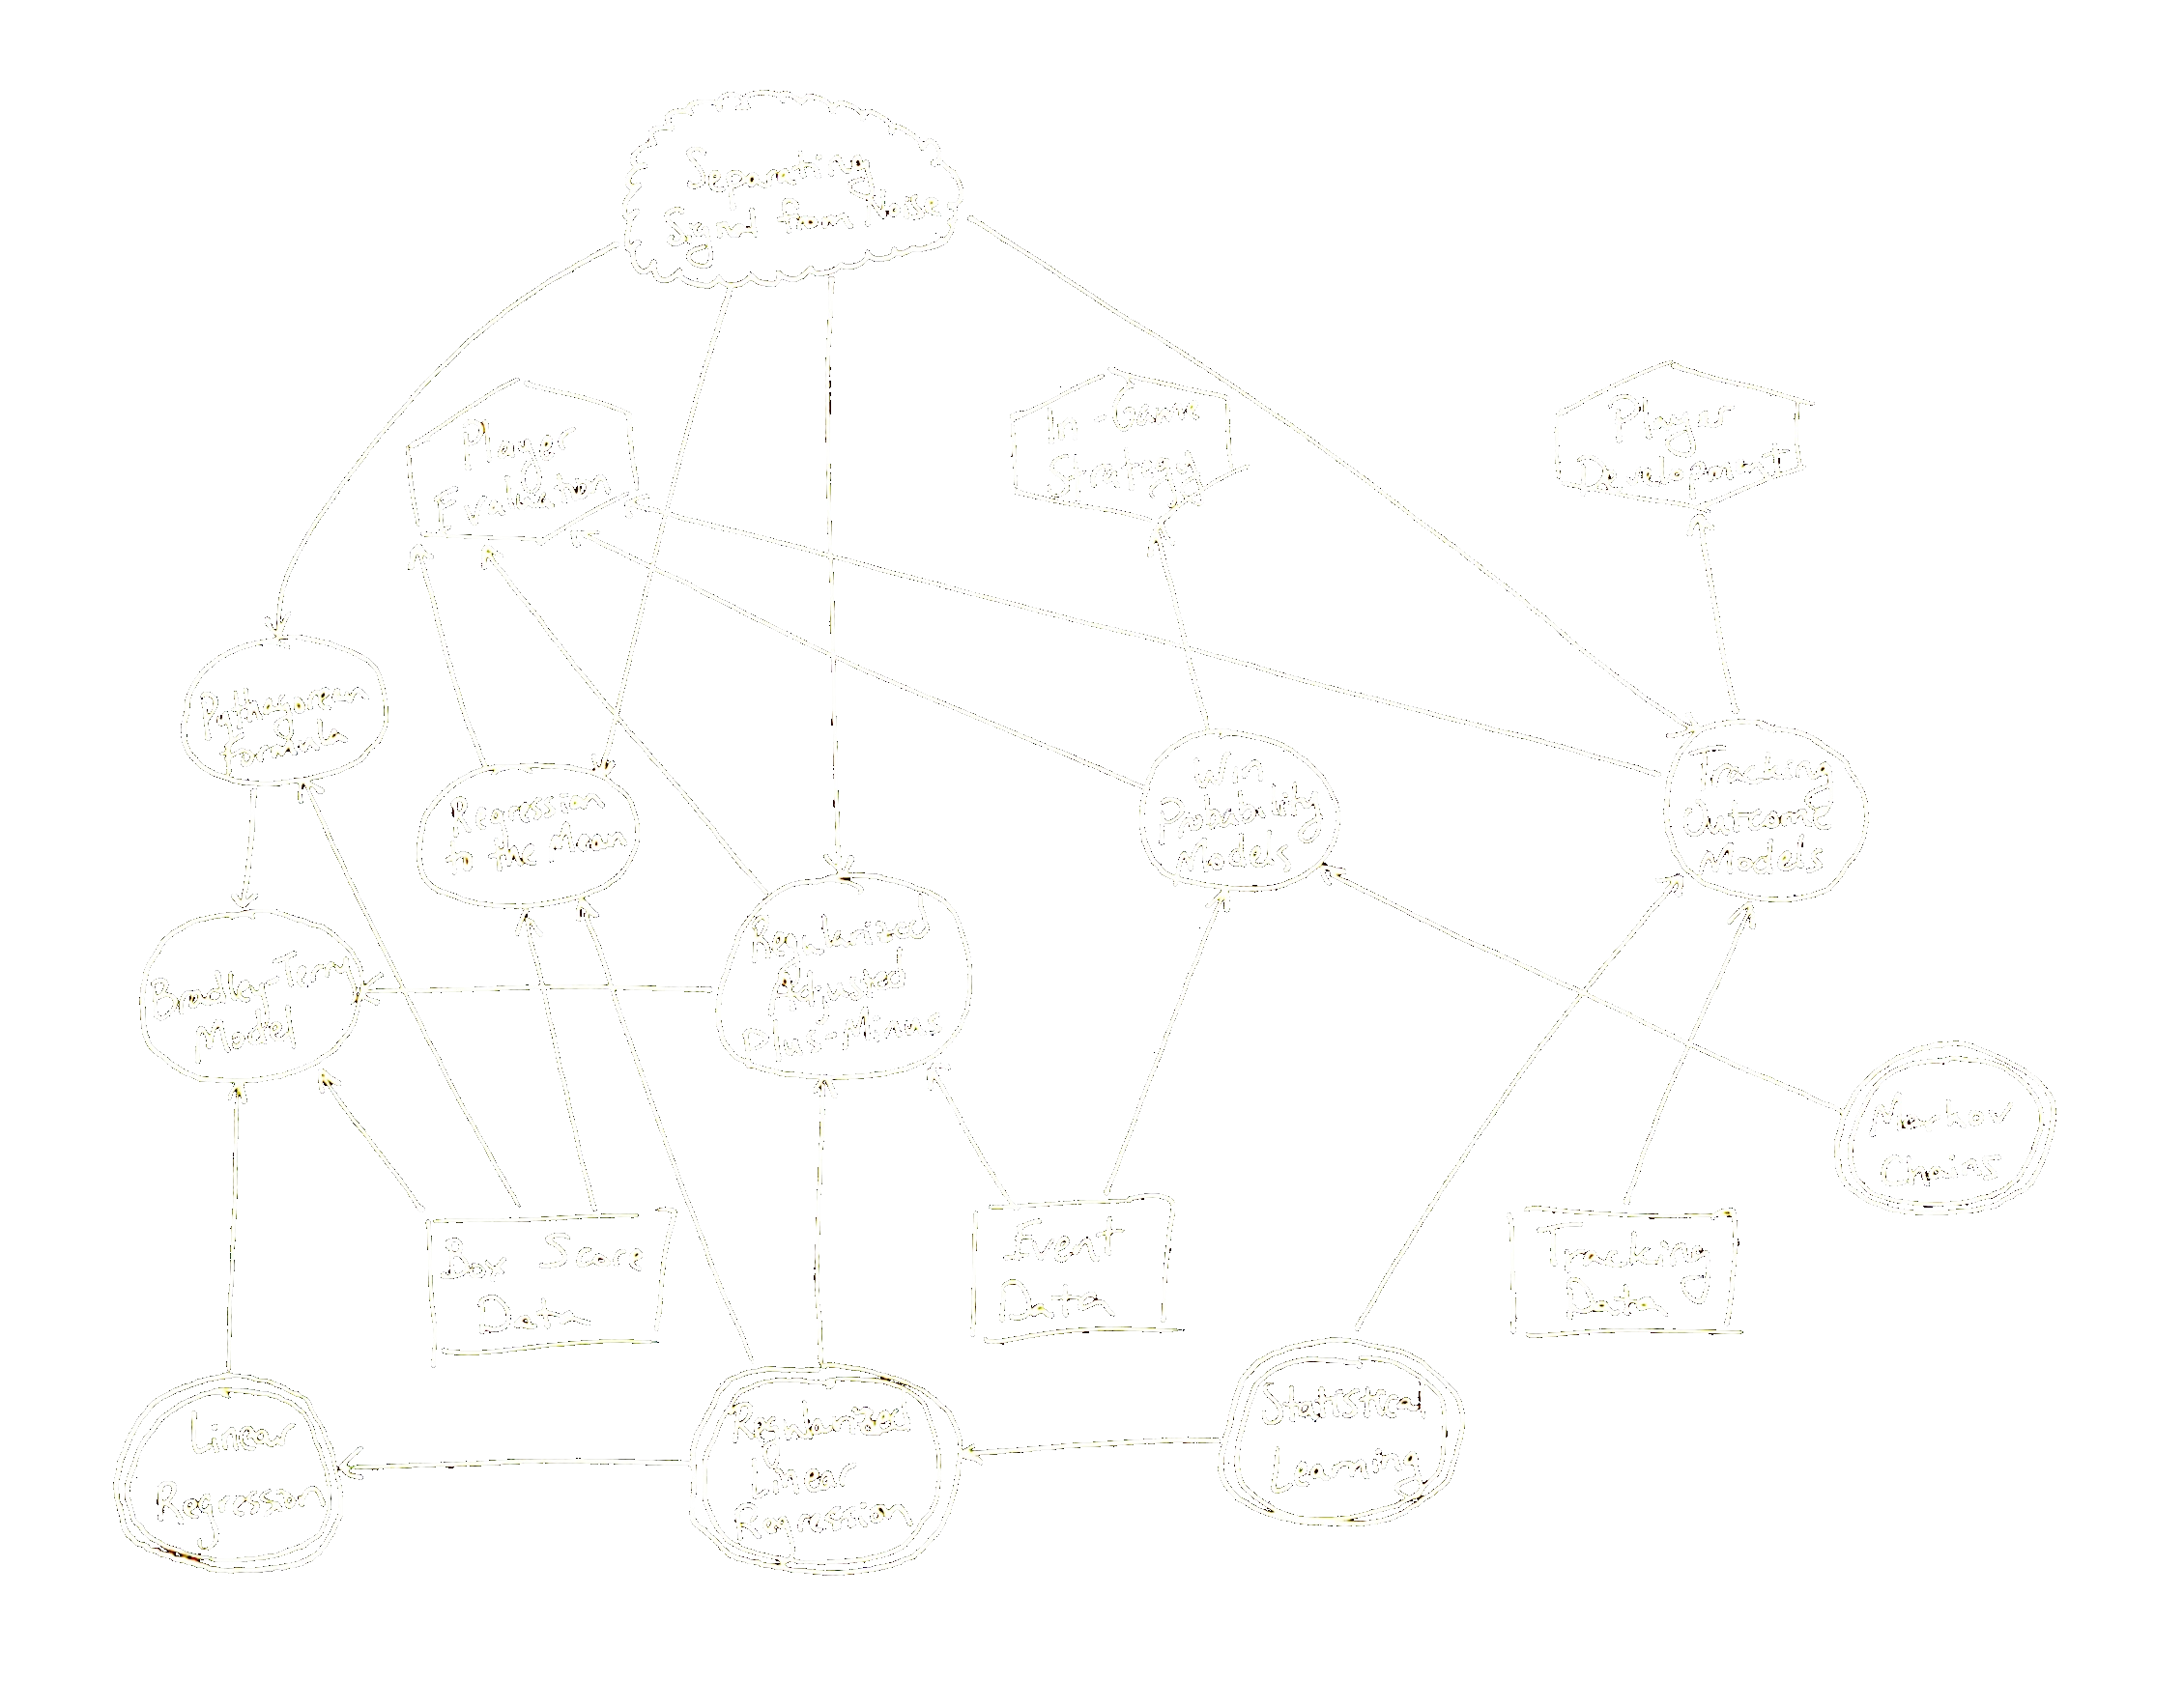 Separating
Signal from Noise
Player
Evaluation
In-Game
Strategy
Player
Development
Pythagorean
Formula
Regression
to the Mean
Win
Probability
Models
Tracking
Outcome
Models
Bradley-Terry
Model
Regularized
Adjusted
Plus-Minus
Markov
Chains
Box Score
Data
Event
Data
Tracking
Data
Linear
Regression
Regularized
Linear
Regression
Statistical
Learning